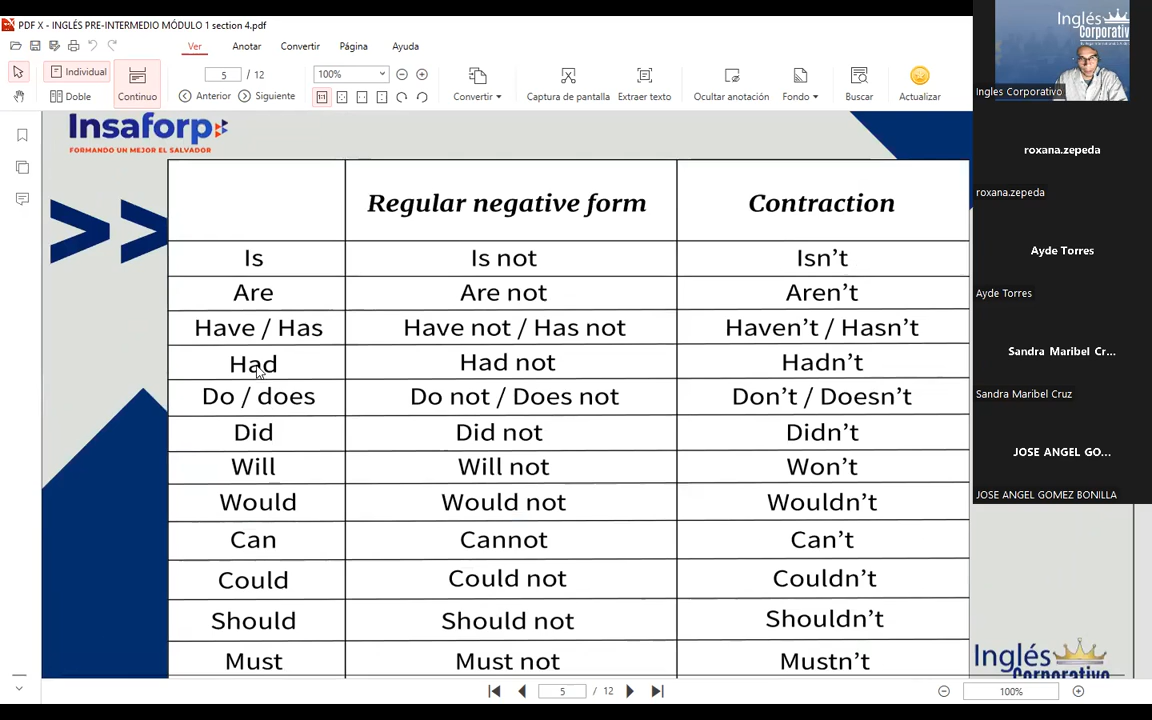 PDF X - INGLÉS PRE-INTERMEDIO MÓDULO 1 section 4.pdf
Ver Anotar Convertir Página Ayuda
Individual
Doble
Continuo
5 / 12
Anterior Siguiente
100%
Convertir
Captura de pantalla
Extraer texto
Ocultar anotación
Fondo
Buscar
Actualizar
Insaforp
FORMANDO UN MEJOR EL SALVADOR
>>
Regular negative form Contraction
Is Is not Isn’t
Are Are not Aren’t
Have / Has Have not / Has not Haven’t / Hasn’t
Had Had not Hadn’t
Do / does Do not / Does not Don’t / Doesn’t
Did Did not Didn’t
Will Will not Won’t
Would Would not Wouldn’t
Can Cannot Can’t
Could Could not Couldn’t
Should Should not Shouldn’t
Must Must not Mustn’t
Inglés
Corporativo
5 / 12
100%
Inglés
Corporativ
Ingles Corporativo
roxana.zepeda
roxana.zepeda
Ayde Torres
Ayde Torres
Sandra Maribel Cr...
Sandra Maribel Cruz
JOSE ANGEL GO...
JOSE ANGEL GOMEZ BONILLA